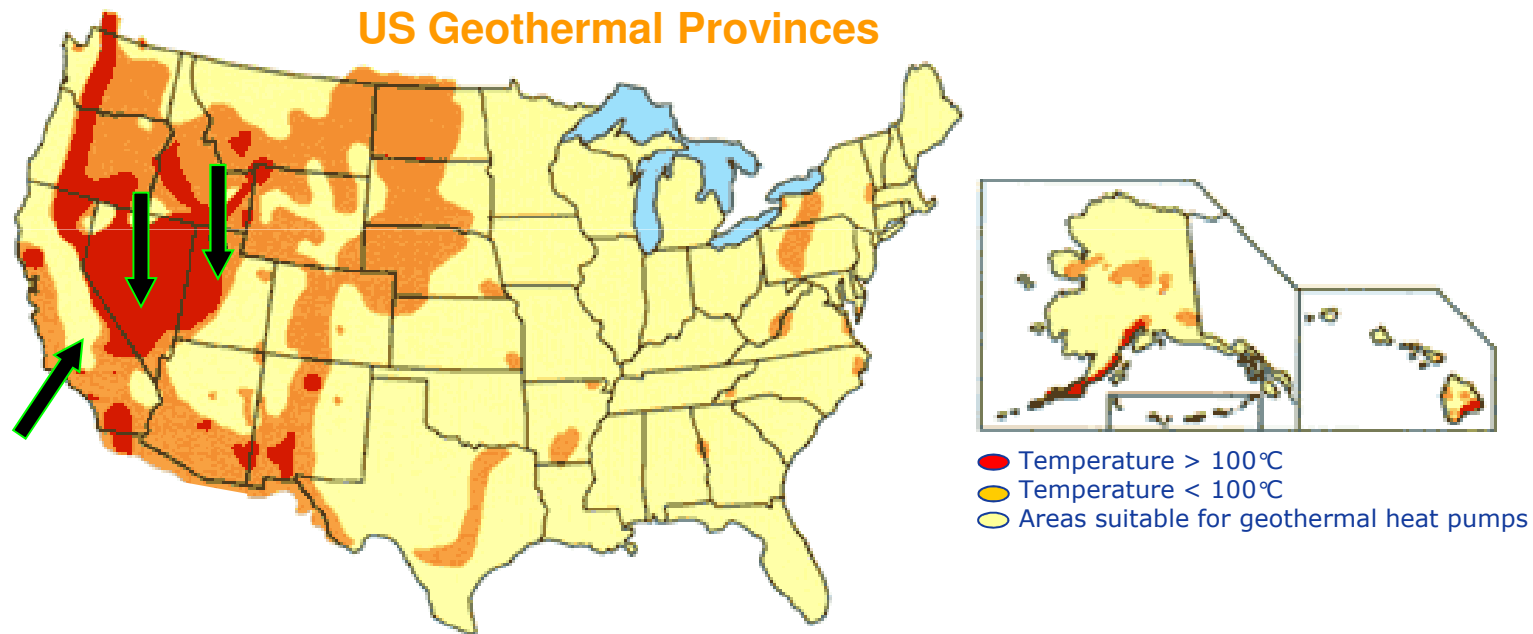 US Geothermal Provinces
Temperature > 100°C
Temperature < 100°C
Areas suitable for geothermal heat pumps